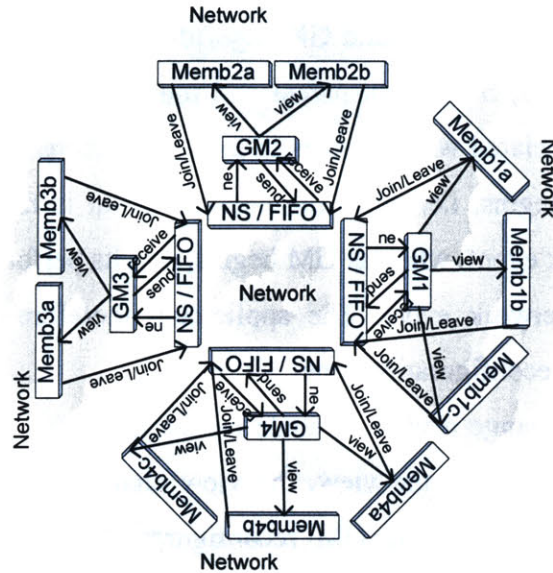 Network
Memb2a
Memb2b
view
view
Join/Leave
Join/Leave
GM2
ne
send
receive
NS / FIFO
Memb3b
Join/Leave
view
receive
GM3
send
NS / FIFO
view
ne
Memb3a
Join/Leave
Network
Network
Memb1a
Join/Leave
view
NS / FIFO
ne
GM1
send
receive
view
Memb1b
Join/Leave
view
Join/Leave
Memb1c
Network
Network
NS / FIFO
ne
send
receive
GM4
Join/Leave
Join/Leave
Join/Leave
view
view
view
Memb4c
Memb4b
Memb4a
Network